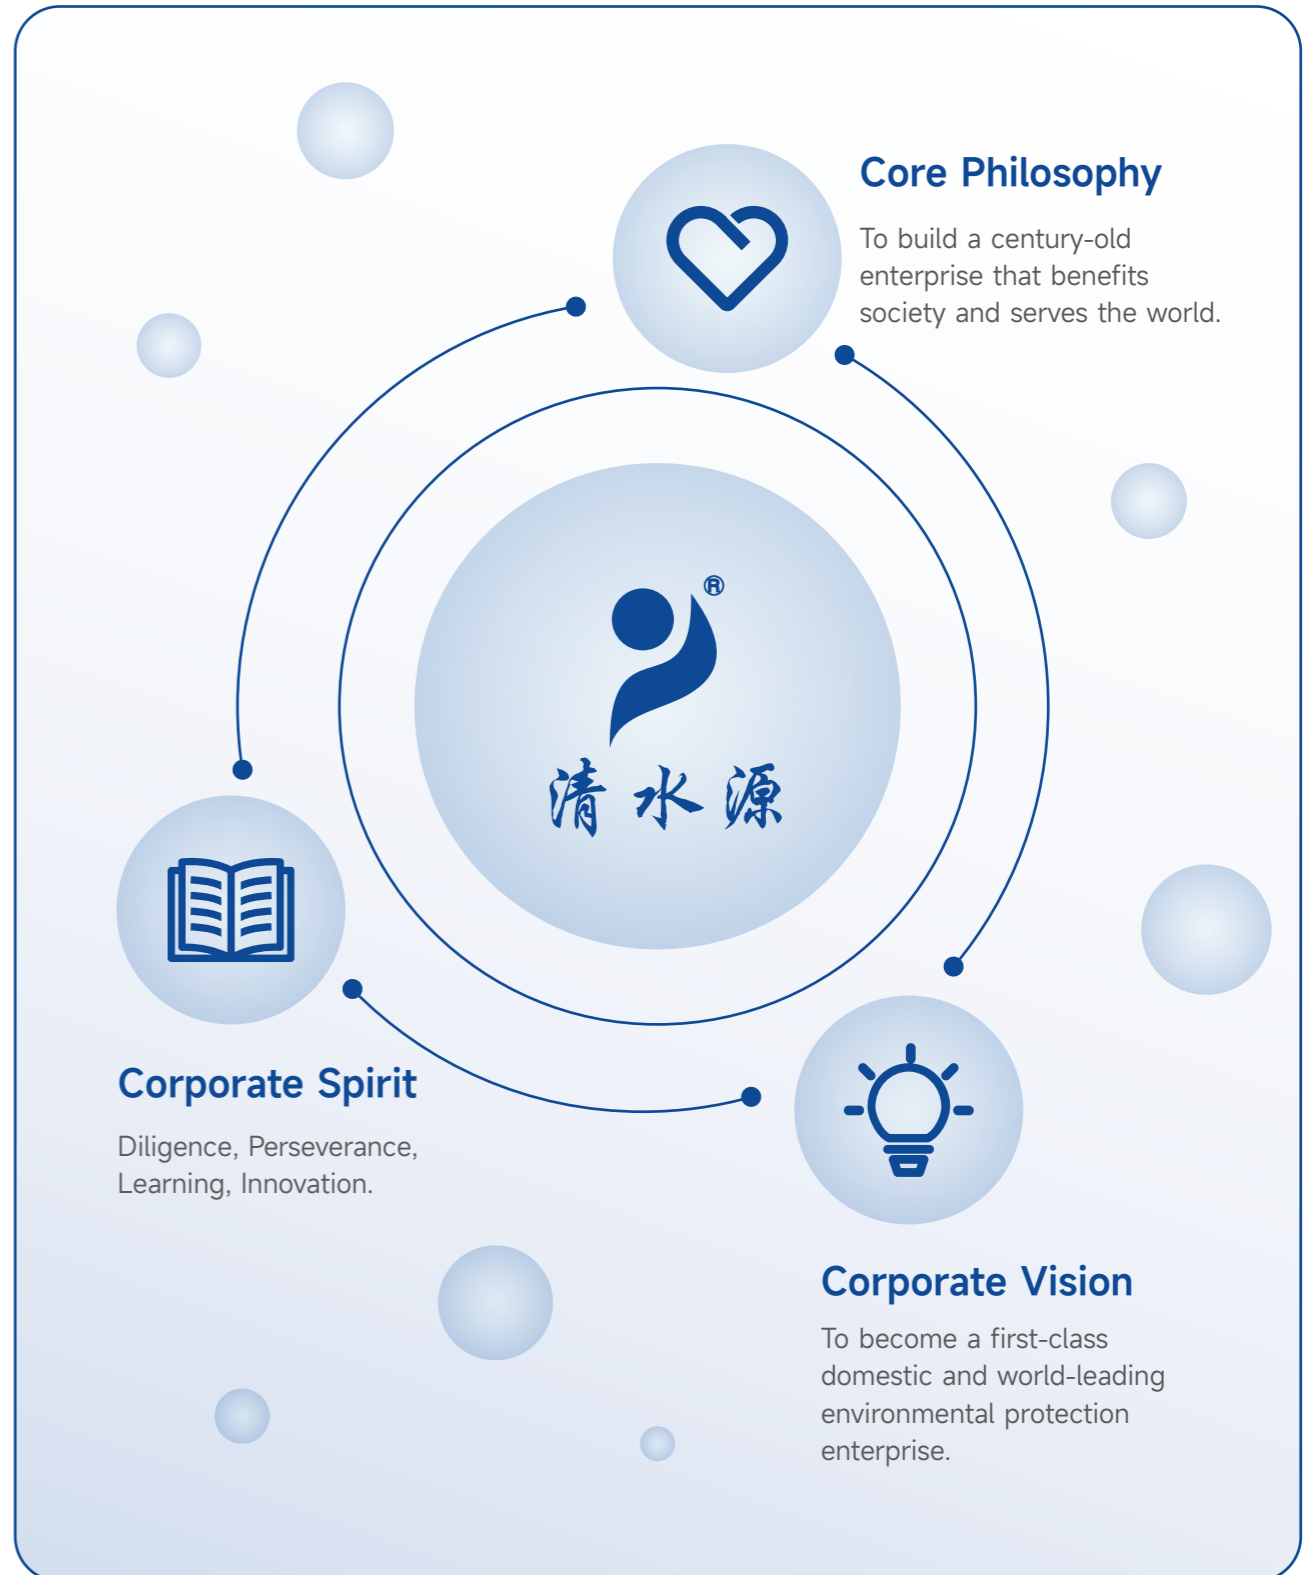 Core Philosophy
To build a century-old
enterprise that benefits
society and serves the world.
®
清水源
Corporate Spirit
Diligence, Perseverance,
Learning, Innovation.
Corporate Vision
To become a first-class
domestic and world-leading
environmental protection
enterprise.